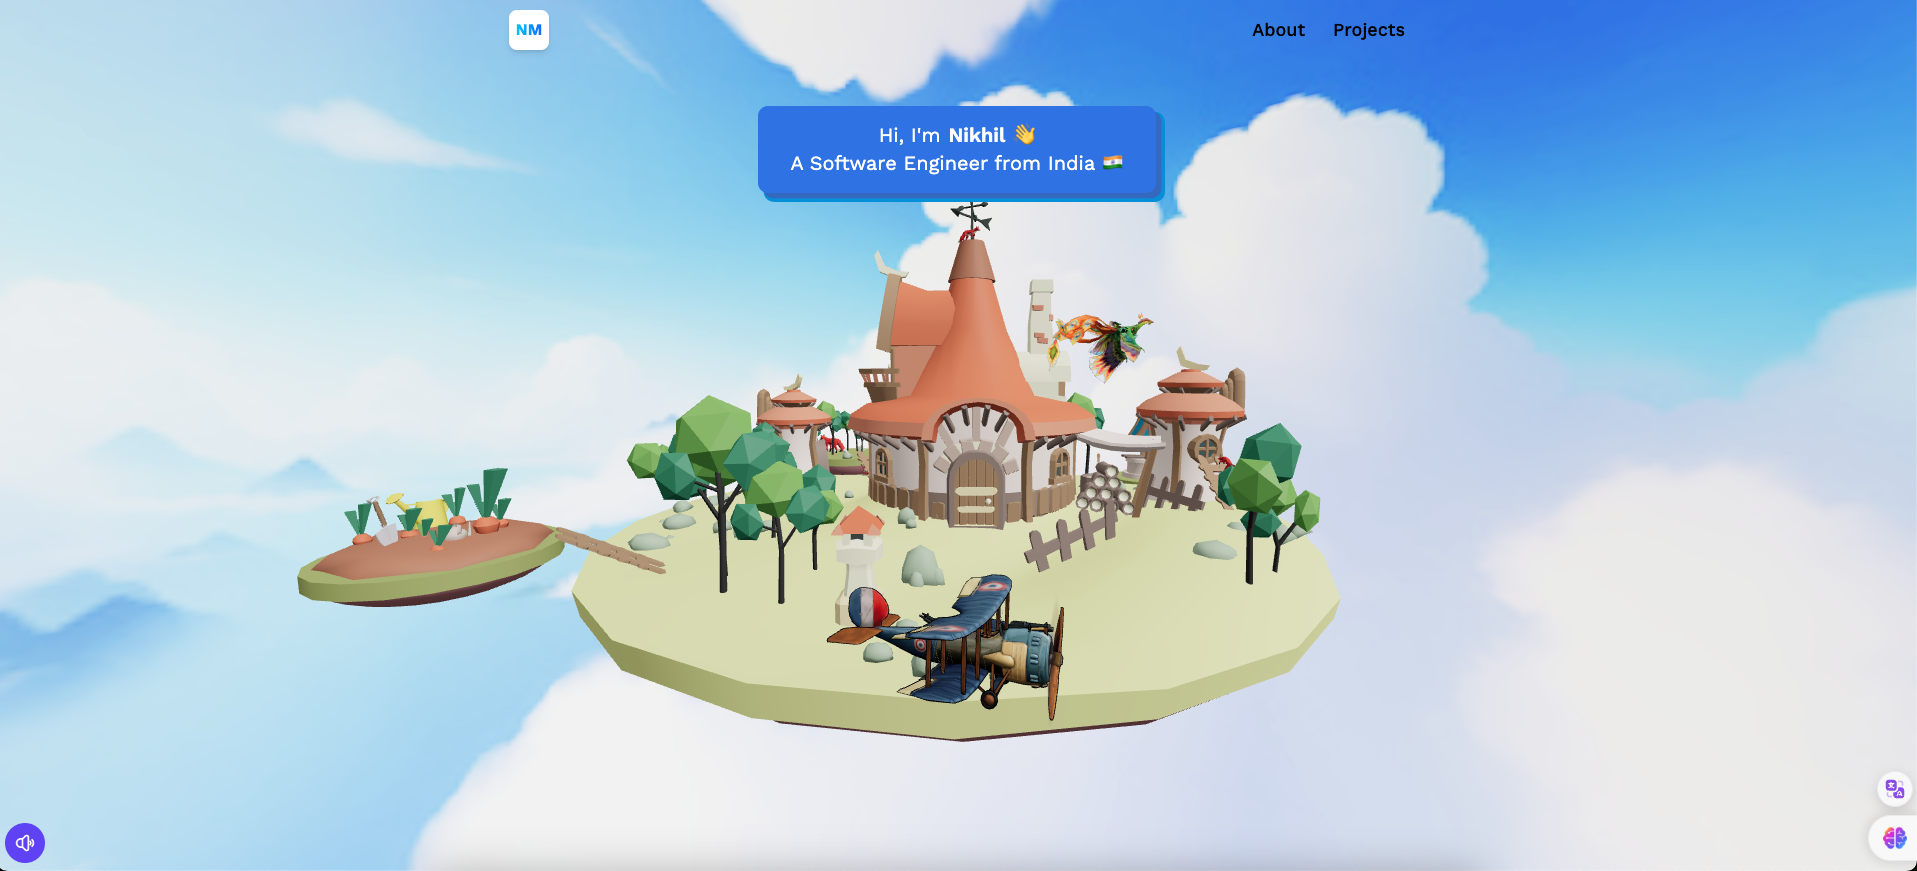 NM
About
Projects
Hi, I'm Nikhil 👋
A Software Engineer from India 🇮🇳